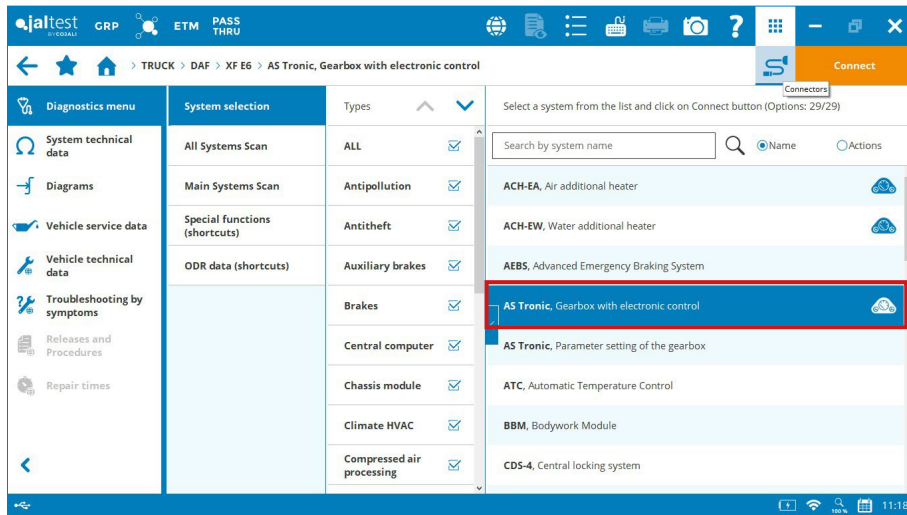 jaltest
BY COJALI
GRP
ETM
PASS
THRU
> TRUCK > DAF > XF E6 > AS Tronic, Gearbox with electronic control
Connect
Connectors
Diagnostics menu
System technical
data
Diagrams
Vehicle service data
Vehicle technical
data
Troubleshooting by
symptoms
Releases and
Procedures
Repair times
System selection
All Systems Scan
Main Systems Scan
Special functions
(shortcuts)
ODR data (shortcuts)
Types
ALL
Antipollution
Antitheft
Auxiliary brakes
Brakes
Central computer
Chassis module
Climate HVAC
Compressed air
processing
Select a system from the list and click on Connect button (Options: 29/29)
Search by system name
Name
Actions
ACH-EA, Air additional heater
ACH-EW, Water additional heater
AEBS, Advanced Emergency Braking System
AS Tronic, Gearbox with electronic control
AS Tronic, Parameter setting of the gearbox
ATC, Automatic Temperature Control
BBM, Bodywork Module
CDS-4, Central locking system
100 %
11:18